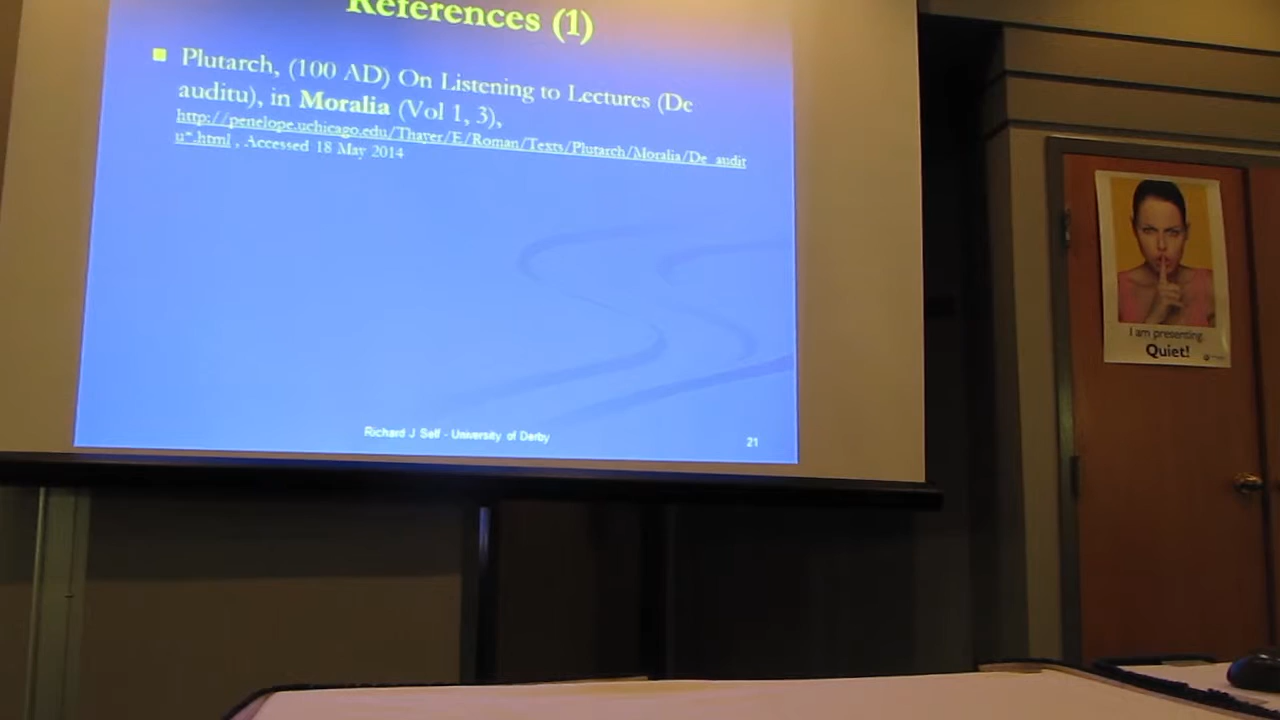 References (1)
Plutarch, (100 AD) On Listening to Lectures (De
auditu), in Moralia (Vol 1, 3),
http://penelope.uchicago.edu/Thayer/E/Roman/Texts/Plutarch/Moralia/De_audit
u*.html , Accessed 18 May 2014
Richard J Self - University of Derby
21
I am presenting.
Quiet!